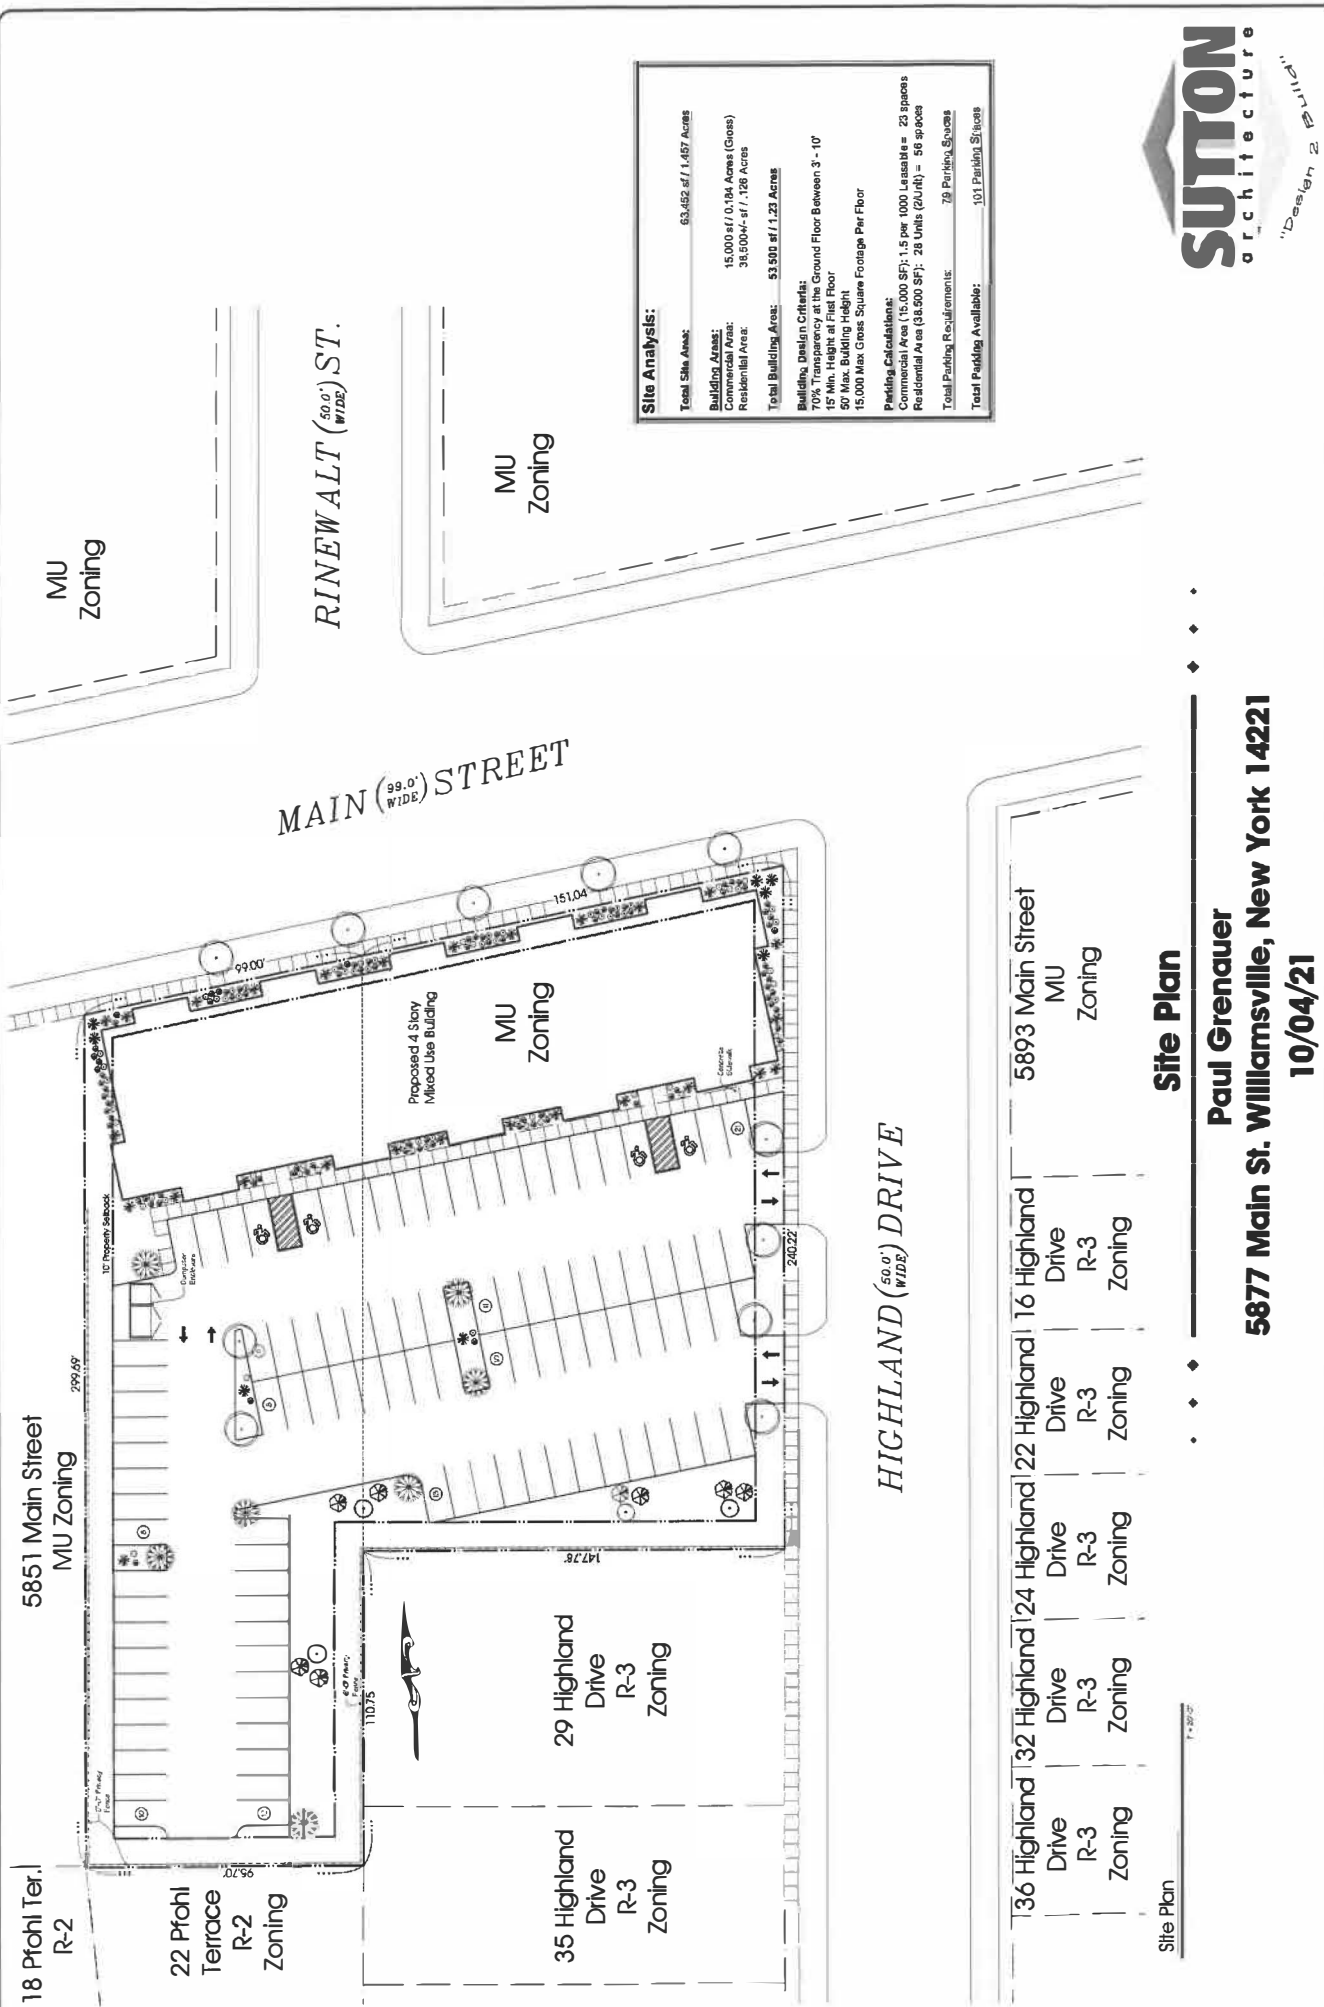 18 Pfohl Ter.
R-2
22 Pfohl
Terrace
R-2
Zoning
5851 Main Street
MU Zoning
MU
Zoning
RINEWALT (50.0' WIDE) ST.
MU
Zoning
MAIN (99.0' WIDE) STREET
HIGHLAND (50.0' WIDE) DRIVE
299.69'
99.00'
151.04
240.22'
147.78'
110.75
95.70'
10' Property Setback
Dumpster
Enclosure
Proposed 4 Story
Mixed Use Building
MU
Zoning
Concrete
Sidewalk
Fence
Fence
29 Highland
Drive
R-3
Zoning
35 Highland
Drive
R-3
Zoning
36 Highland
Drive
R-3
Zoning
32 Highland
Drive
R-3
Zoning
24 Highland
Drive
R-3
Zoning
22 Highland
Drive
R-3
Zoning
16 Highland
Drive
R-3
Zoning
5893 Main Street
MU
Zoning
Site Analysis:
Total Site Area: 63,452 sf / 1.457 Acres
Building Areas:
Commercial Area: 15,000 sf / 0.184 Acres (Gross)
Residential Area: 38,500+/- sf / .126 Acres
Total Building Area: 53,500 sf / 1.23 Acres
Building Design Criteria:
70% Transparency at the Ground Floor Between 3' - 10'
15' Min. Height at First Floor
50' Max. Building Height
15,000 Max Gross Square Footage Per Floor
Parking Calculations:
Commercial Area (15,000 SF): 1.5 per 1000 Leasable = 23 spaces
Residential Area (38,500 SF): 28 Units (2/Unit) = 56 spaces
Total Parking Requirements: 79 Parking Spaces
Total Parking Available: 101 Parking Spaces
Site Plan
Site Plan
Paul Grenauer
5877 Main St. Williamsville, New York 14221
10/04/21
SUTTON
architecture
"Design 2 Build"